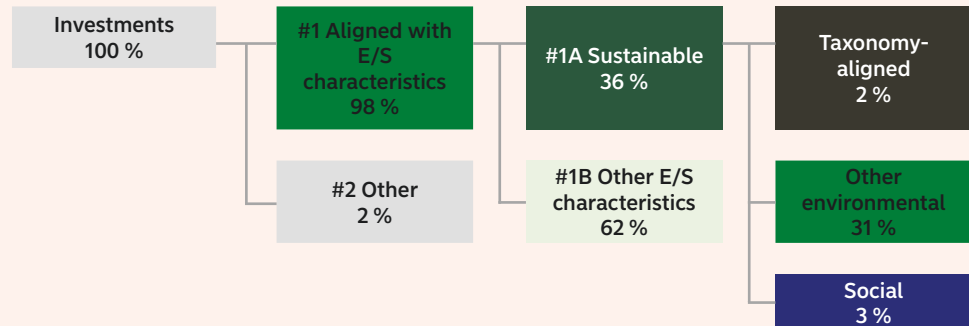 Investments
100 %
#1 Aligned with
E/S
characteristics
98 %
#1A Sustainable
36 %
Taxonomy-
aligned
2 %
#2 Other
2 %
#1B Other E/S
characteristics
62 %
Other
environmental
31 %
Social
3 %